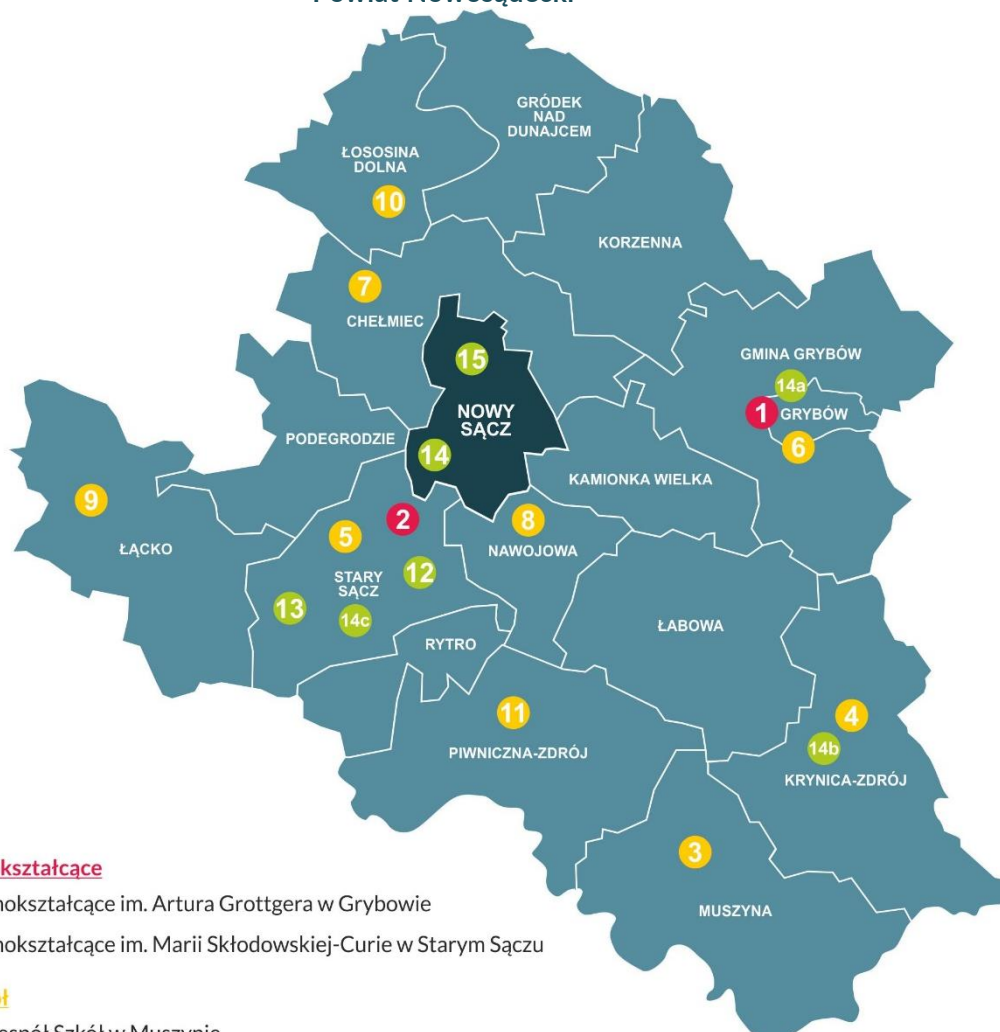 GRÓDEK
NAD
DUNAJCEM
ŁOSOSINA
DOLNA
10
KORZENNA
7
CHEŁMIEC
15
GMINA GRYBÓW
14a
1
GRYBÓW
6
NOWY
SĄCZ
14
PODEGRODZIE
KAMIONKA WIELKA
9
ŁĄCKO
2
5
8
NAWOJOWA
12
STARY
SĄCZ
13
14c
ŁABOWA
RYTRO
11
4
14b
PIWNICZNA-ZDRÓJ
KRYNICA-ZDRÓJ
3
MUSZYNA
kształcące
nokształcące im. Artura Grottgera w Grybowie
nokształcące im. Marii Skłodowskiej-Curie w Starym Sączu